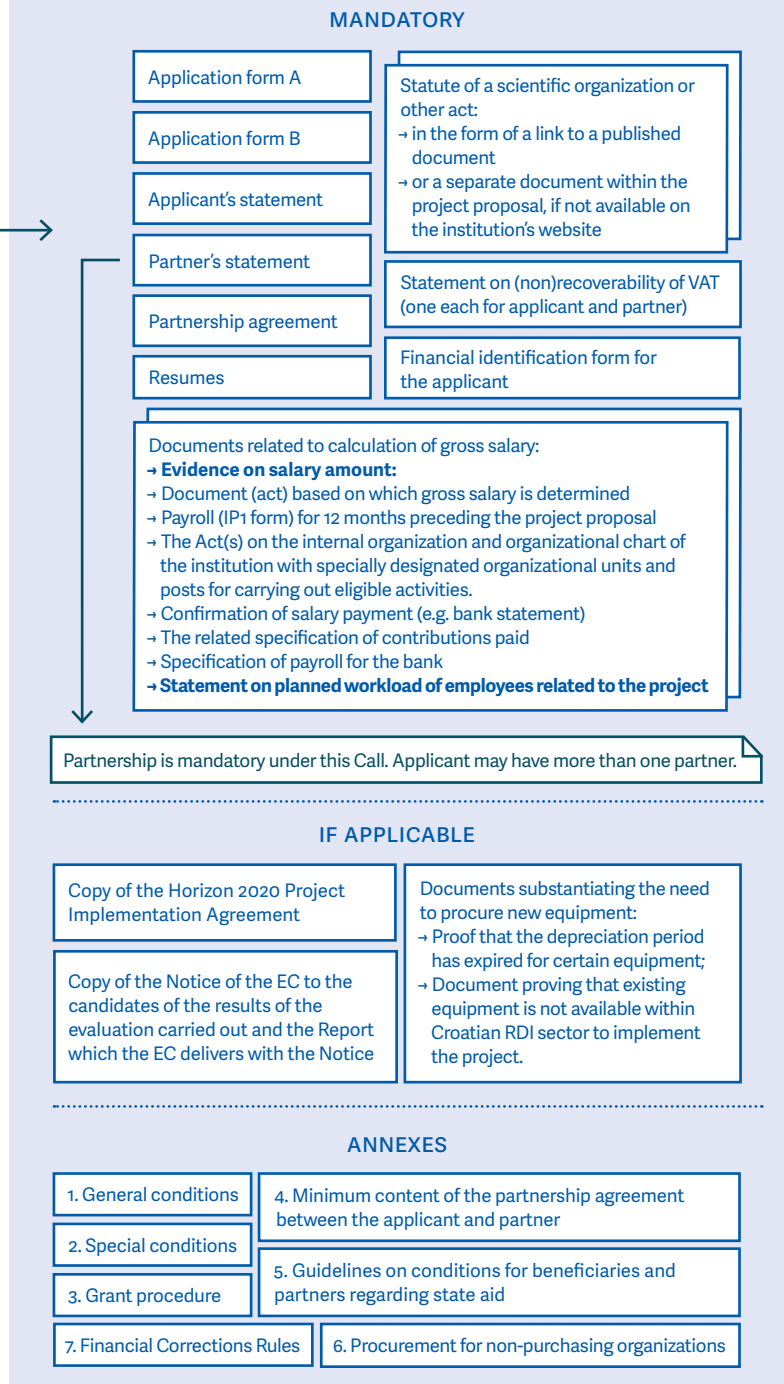 MANDATORY
Application form A
Application form B
Applicant's statement
Partner's statement
Partnership agreement
Resumes
Statute of a scientific organization or
other act:
→ in the form of a link to a published
document
→ or a separate document within the
project proposal, if not available on
the institution's website
Statement on (non)recoverability of VAT
(one each for applicant and partner)
Financial identification form for
the applicant
Documents related to calculation of gross salary:
→ Evidence on salary amount:
→ Document (act) based on which gross salary is determined
→ Payroll (IP1 form) for 12 months preceding the project proposal
→ The Act(s) on the internal organization and organizational chart of
the institution with specially designated organizational units and
posts for carrying out eligible activities.
→ Confirmation of salary payment (e.g. bank statement)
→ The related specification of contributions paid
→ Specification of payroll for the bank
→ Statement on planned workload of employees related to the project
Partnership is mandatory under this Call. Applicant may have more than one partner.
IF APPLICABLE
Copy of the Horizon 2020 Project
Implementation Agreement
Copy of the Notice of the EC to the
candidates of the results of the
evaluation carried out and the Report
which the EC delivers with the Notice
Documents substantiating the need
to procure new equipment:
→ Proof that the depreciation period
has expired for certain equipment;
→ Document proving that existing
equipment is not available within
Croatian RDI sector to implement
the project.
ANNEXES
1. General conditions
2. Special conditions
3. Grant procedure
4. Minimum content of the partnership agreement
between the applicant and partner
5. Guidelines on conditions for beneficiaries and
partners regarding state aid
7. Financial Corrections Rules
6. Procurement for non-purchasing organizations